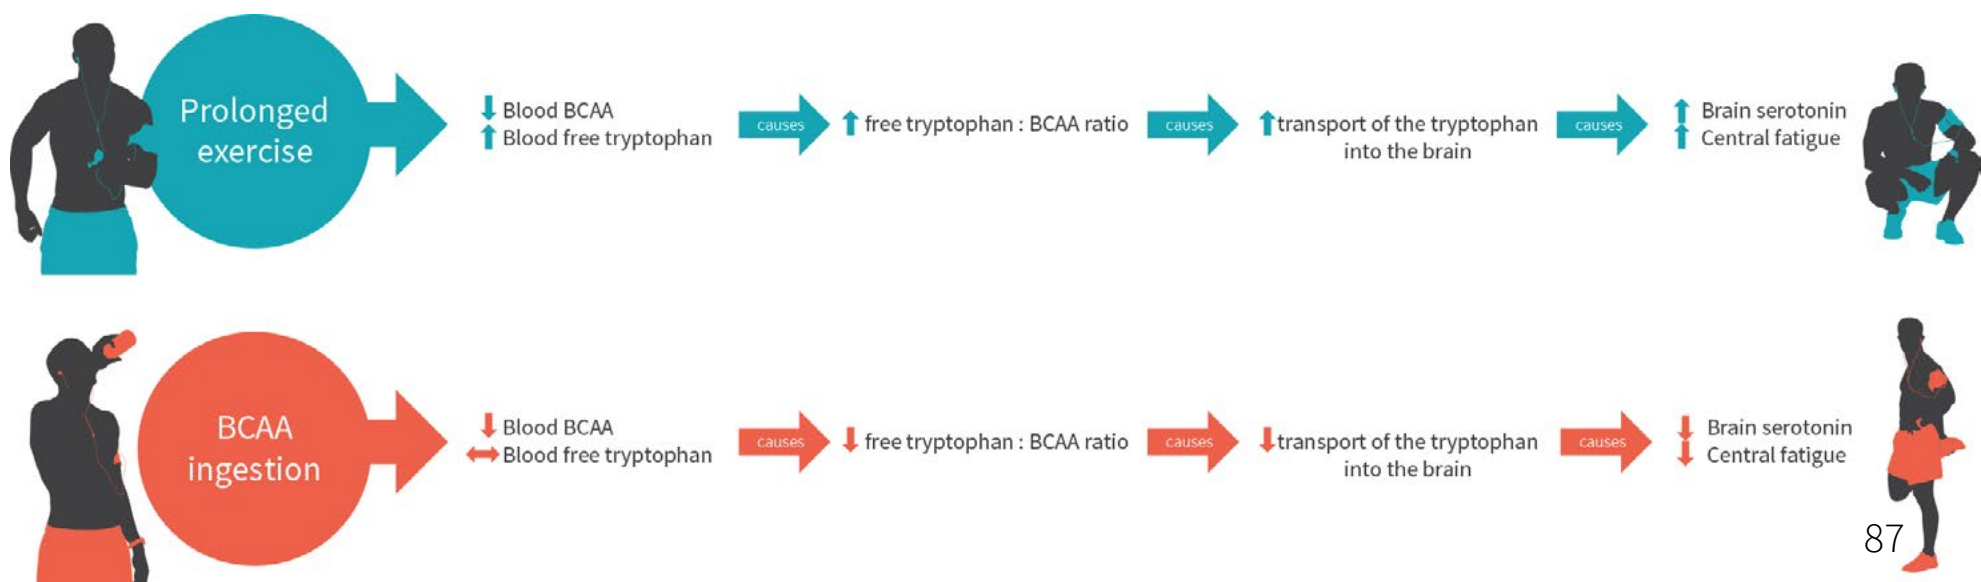 Prolonged
exercise
↓ Blood BCAA
↑ Blood free tryptophan
causes
↑ free tryptophan : BCAA ratio
causes
↑ transport of the tryptophan
into the brain
causes
↑ Brain serotonin
↑ Central fatigue
BCAA
ingestion
↓ Blood BCAA
↔ Blood free tryptophan
causes
↓ free tryptophan : BCAA ratio
causes
↓ transport of the tryptophan
into the brain
causes
↓ Brain serotonin
↓ Central fatigue
87